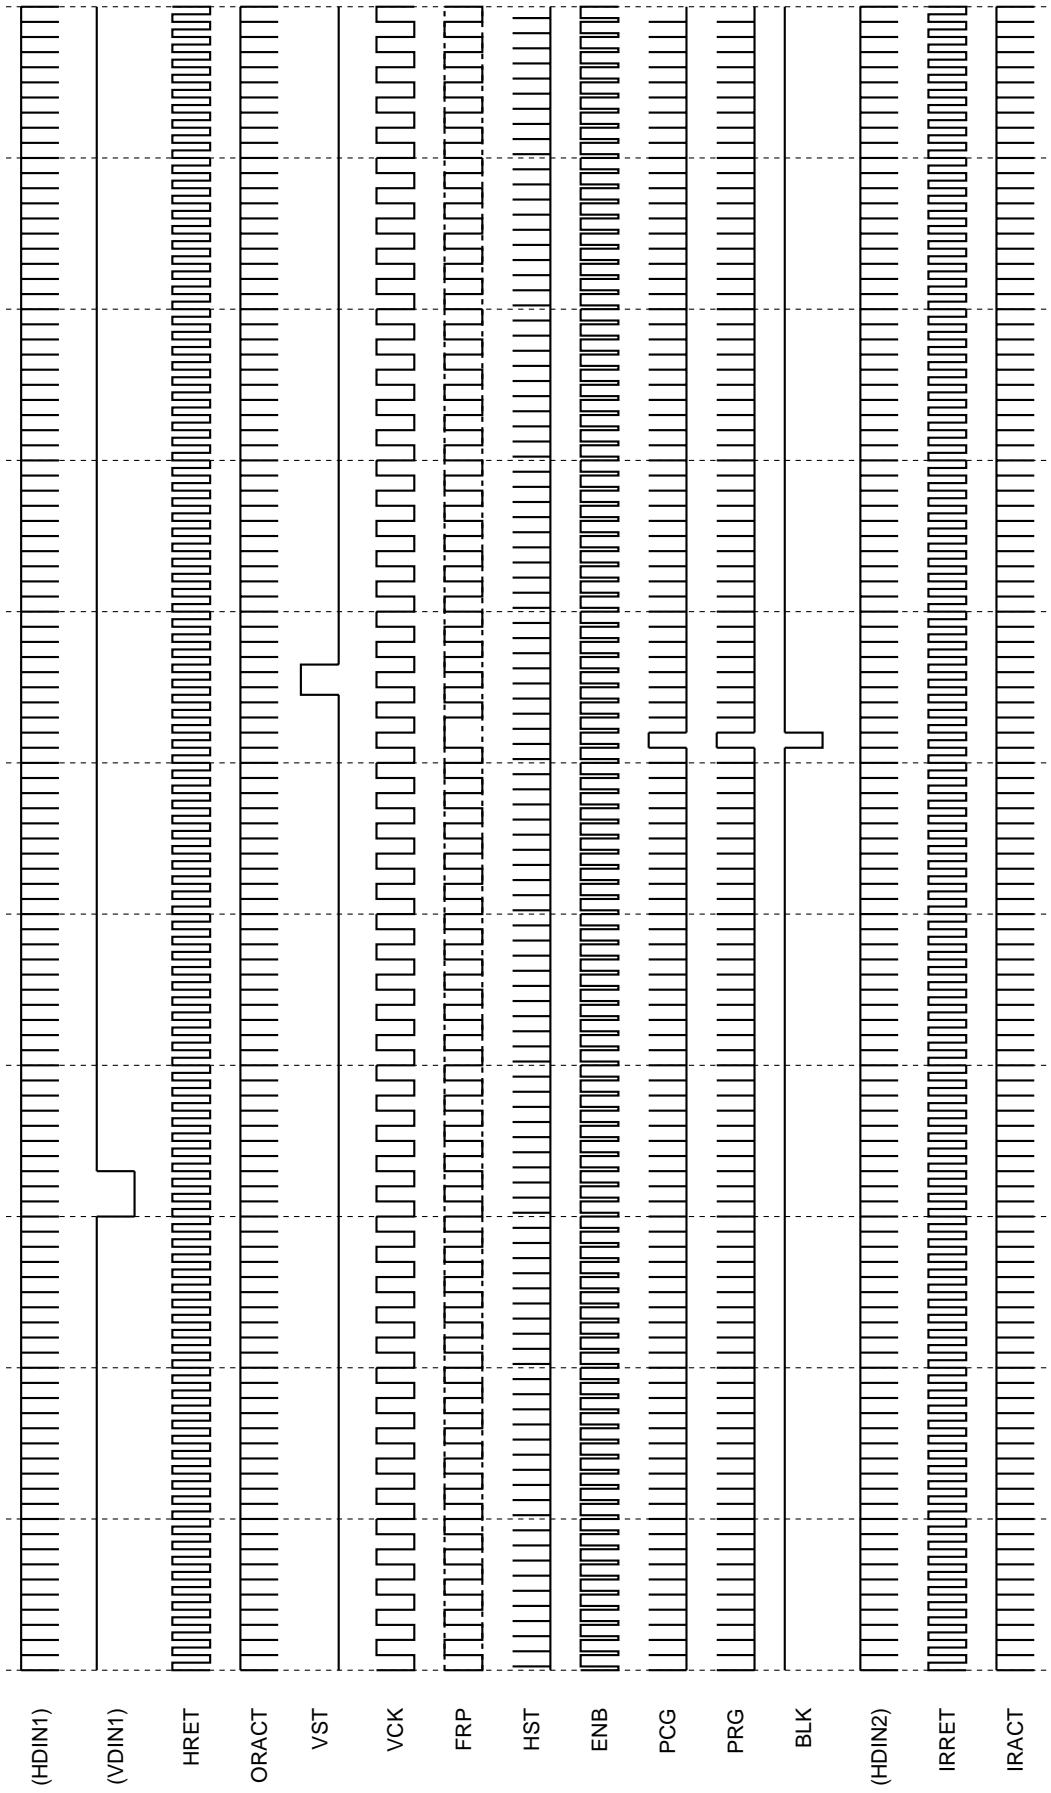 (HDIN1)
(VDIN1)
HRET
ORACT
VST
VCK
FRP
HST
ENB
PCG
PRG
BLK
(HDIN2)
IRRET
IRACT